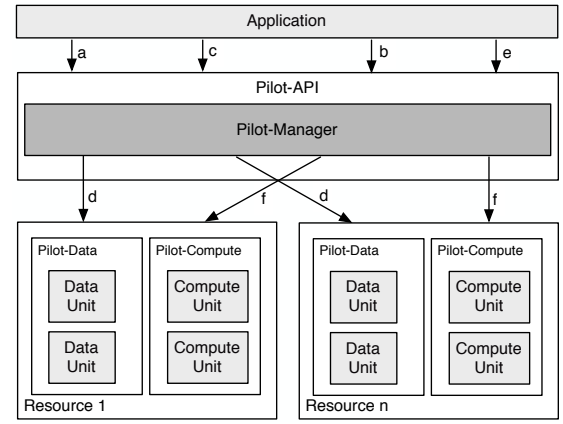 Application
a
c
b
e
Pilot-API
Pilot-Manager
d
f
d
f
Pilot-Data
Pilot-Compute
Data
Unit
Compute
Unit
Data
Unit
Compute
Unit
Resource 1
Pilot-Data
Pilot-Compute
Data
Unit
Compute
Unit
Data
Unit
Compute
Unit
Resource n